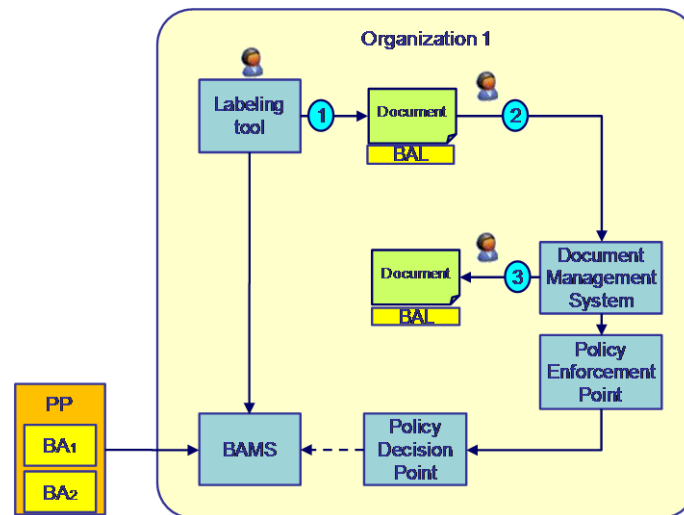 Organization 1
Labeling
tool
1
Document
BAL
2
Document
BAL
3
Document
Management
System
Policy
Enforcement
Point
PP
BA1
BA2
BAMS
Policy
Decision
Point